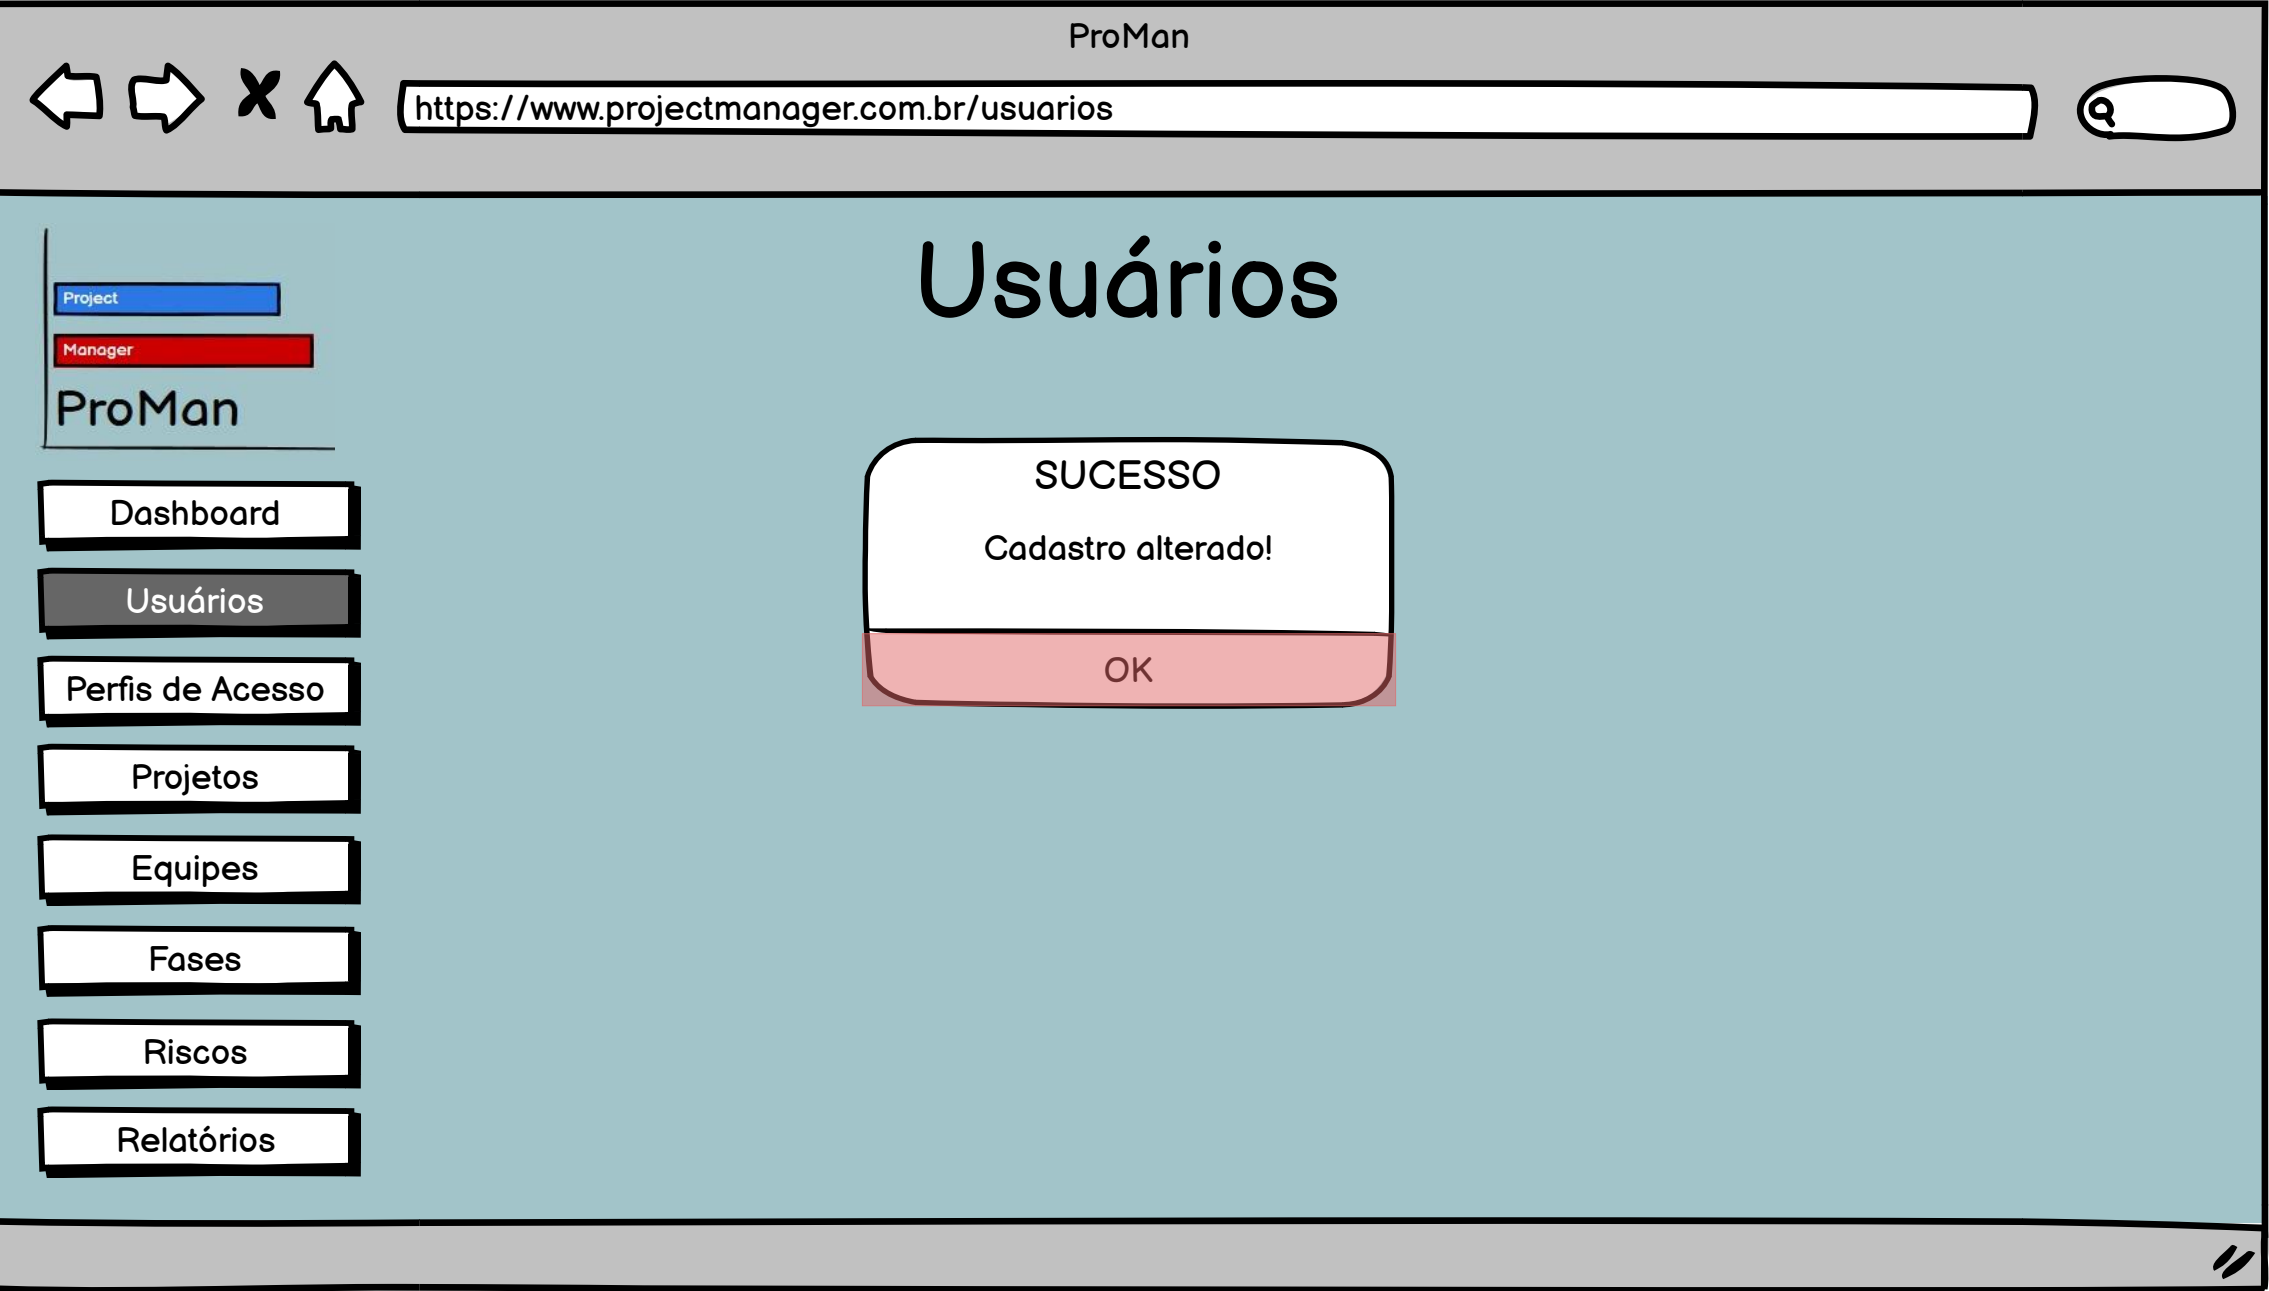 ProMan
https://www.projectmanager.com.br/usuarios
Usuários
Project
Manager
ProMan
SUCESSO
Cadastro alterado!
OK
Dashboard
Usuários
Perfis de Acesso
Projetos
Equipes
Fases
Riscos
Relatórios